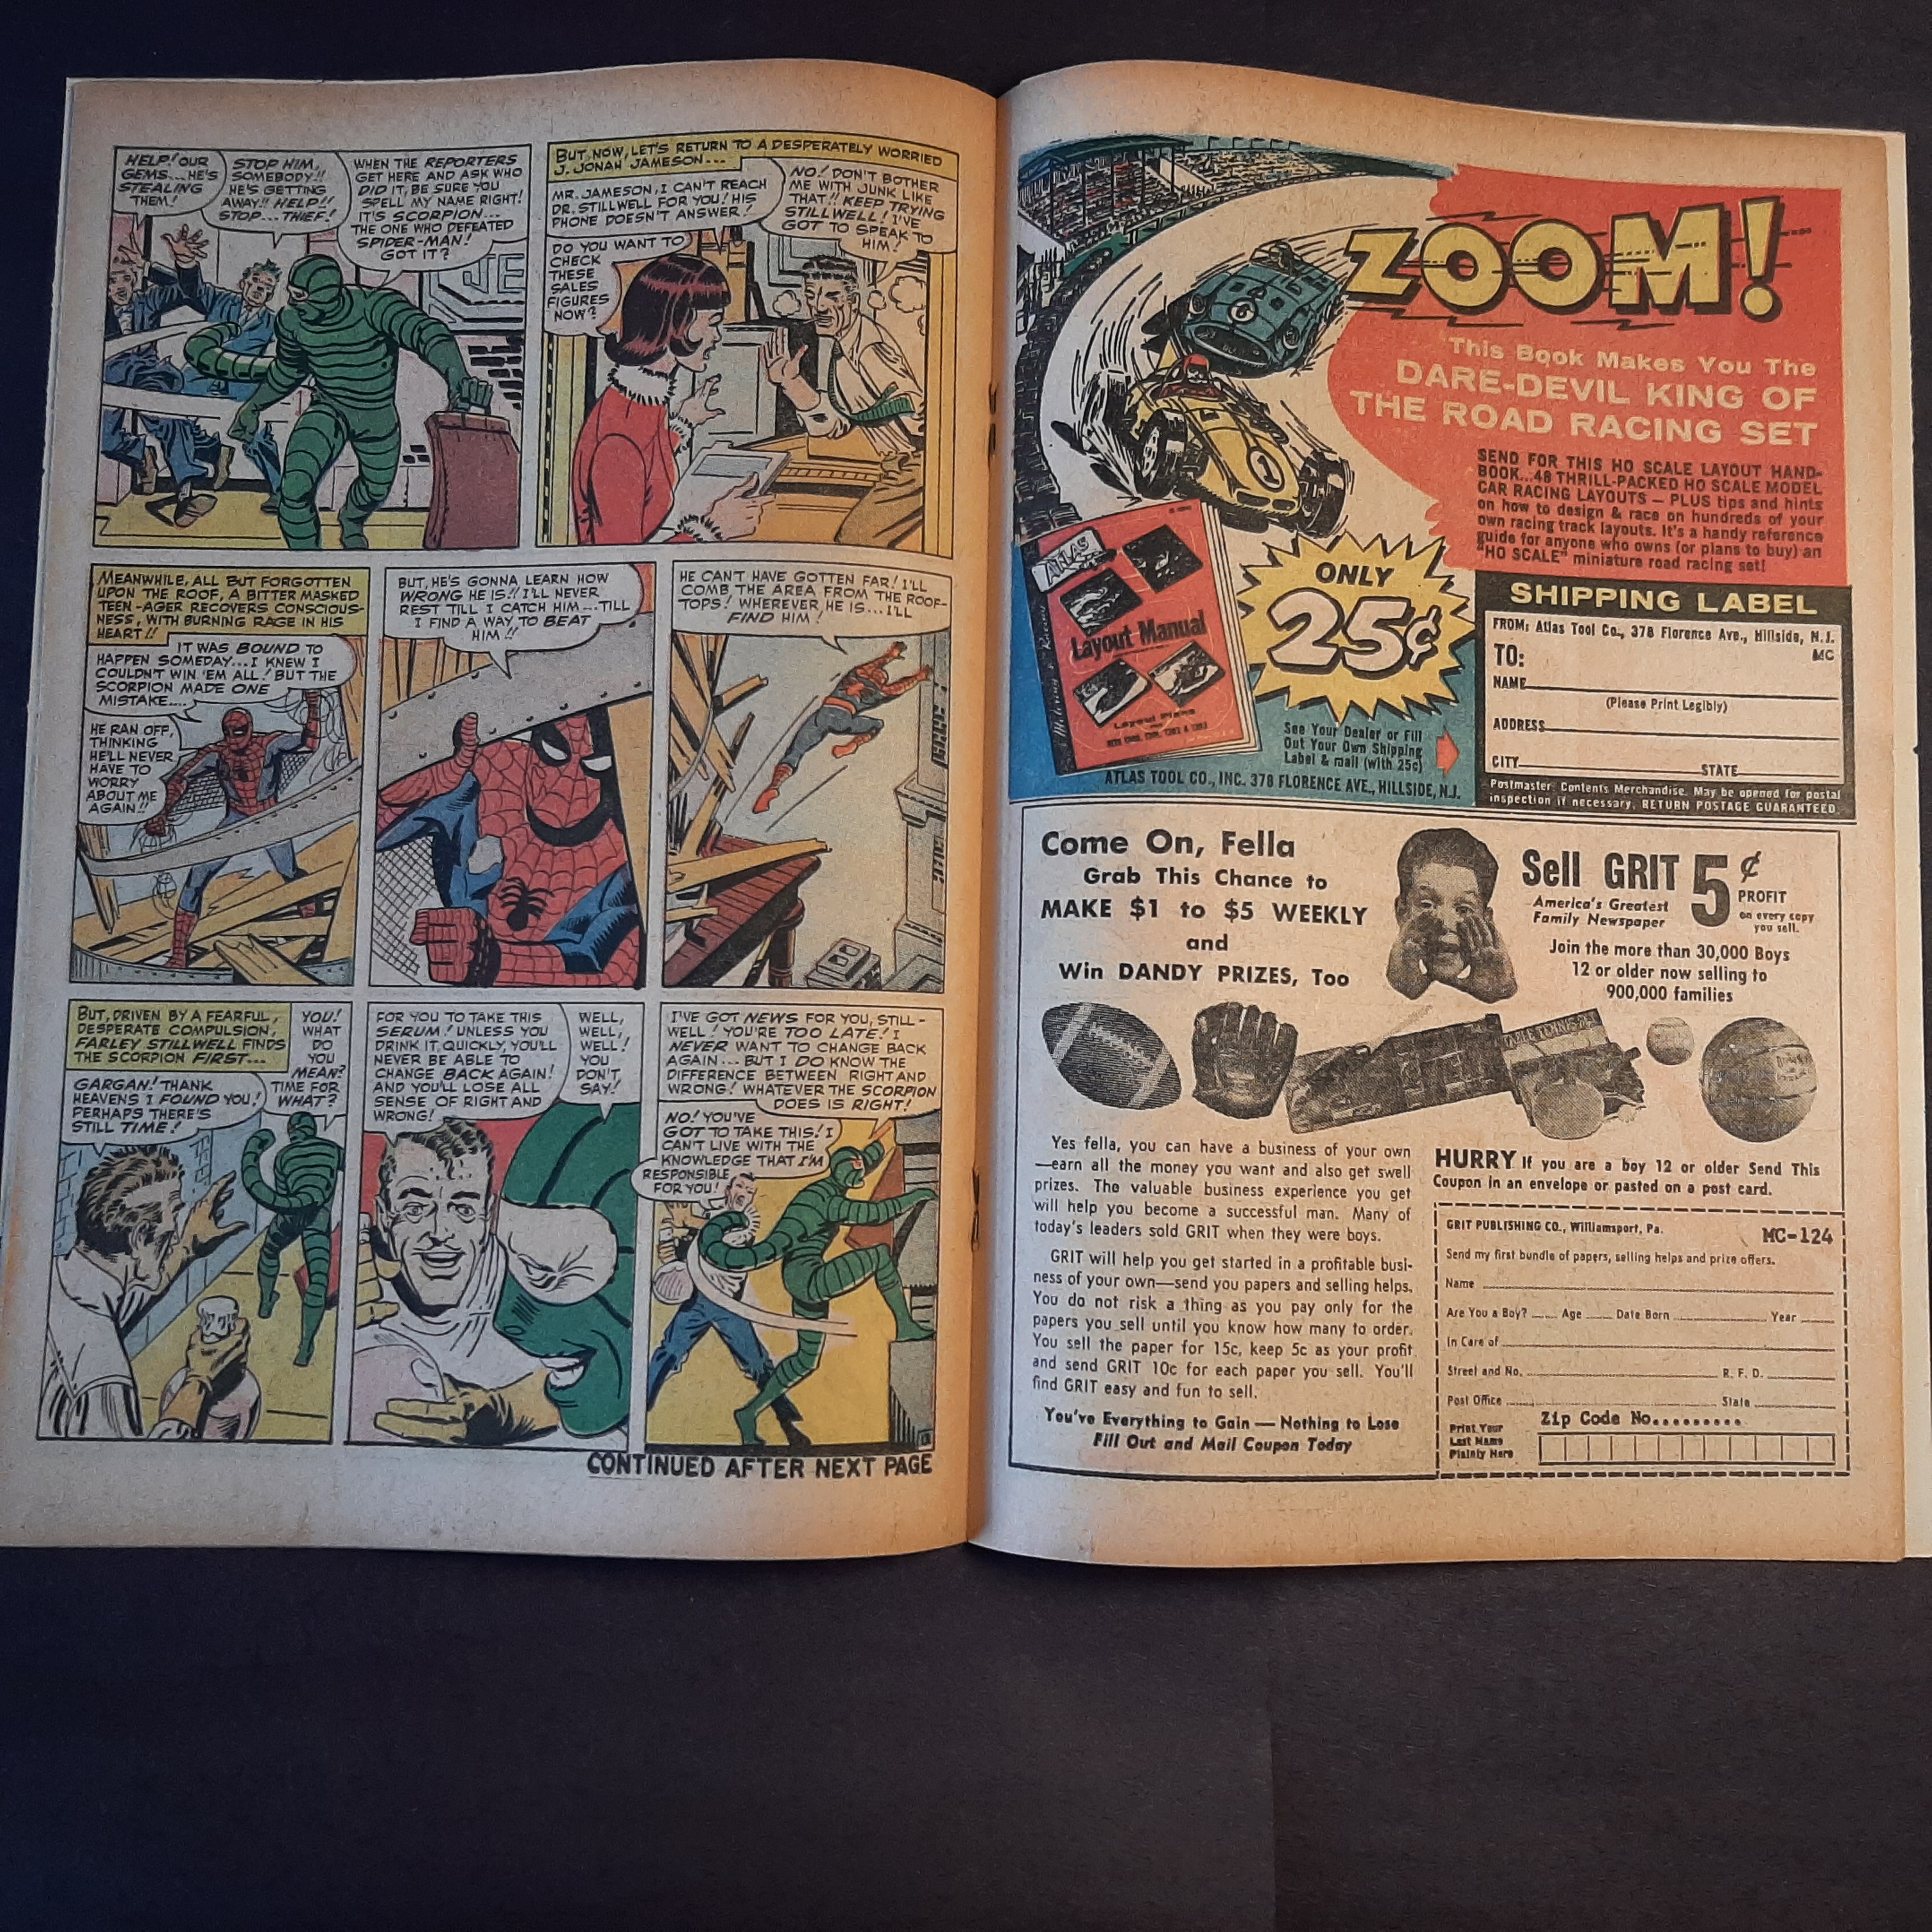 HELP! OUR
GEMS...HE'S
STEALING
THEM!
STOP HIM,
SOMEBODY!!
HE'S GETTING
AWAY!! HELP!!
STOP...THIEF!
WHEN THE REPORTERS
GET HERE AND ASK WHO
DID IT, BE SURE YOU
SPELL MY NAME RIGHT!
IT'S SCORPION...
THE ONE WHO DEFEATED
SPIDER-MAN!
GOT IT?
JE
BUT, NOW, LET'S RETURN TO A DESPERATELY WORRIED
J. JONAH JAMESON...
MR. JAMESON, I CAN'T REACH
DR. STILLWELL FOR YOU! HIS
PHONE DOESN'T ANSWER!
DO YOU WANT TO
CHECK
THESE
SALES
FIGURES
NOW?
NO! DON'T BOTHER
ME WITH JUNK LIKE
THAT!! KEEP TRYING
STILLWELL! I'VE
GOT TO SPEAK TO
HIM!
MEANWHILE, ALL BUT FORGOTTEN
UPON THE ROOF, A BITTER MASKED
TEEN-AGER RECOVERS CONSCIOUS-
NESS, WITH BURNING RAGE IN HIS
HEART!!
IT WAS BOUND TO
HAPPEN SOMEDAY...I KNEW I
COULDN'T WIN 'EM ALL! BUT THE
SCORPION MADE ONE
MISTAKE....
HE RAN OFF,
THINKING
HE'LL NEVER
HAVE TO
WORRY
ABOUT ME
AGAIN!!
BUT, HE'S GONNA LEARN HOW
WRONG HE IS!! I'LL NEVER
REST TILL I CATCH HIM...TILL
I FIND A WAY TO BEAT
HIM!!
HE CAN'T HAVE GOTTEN FAR! I'LL
COMB THE AREA FROM THE ROOF-
TOPS! WHEREVER HE IS...I'LL
FIND HIM!
BUT, DRIVEN BY A FEARFUL,
DESPERATE COMPULSION,
FARLEY STILLWELL FINDS
THE SCORPION FIRST...
GARGAN! THANK
HEAVENS I FOUND YOU!
PERHAPS THERE'S
STILL TIME!
YOU!
WHAT
DO
YOU
MEAN?
TIME FOR
WHAT?
FOR YOU TO TAKE THIS
SERUM! UNLESS YOU
DRINK IT, QUICKLY, YOU'LL
NEVER BE ABLE TO
CHANGE BACK AGAIN!
AND YOU'LL LOSE ALL
SENSE OF RIGHT AND
WRONG!
WELL,
WELL,
WELL!
YOU
DON'T
SAY!
I'VE GOT NEWS FOR YOU, STILL-
WELL! YOU'RE TOO LATE! I
NEVER WANT TO CHANGE BACK
AGAIN... BUT I DO KNOW THE
DIFFERENCE BETWEEN RIGHT AND
WRONG! WHATEVER THE SCORPION
DOES IS RIGHT!
NO! YOU'VE
GOT TO TAKE THIS! I
CAN'T LIVE WITH THE
KNOWLEDGE THAT I'M
RESPONSIBLE
FOR YOU!
CONTINUED AFTER NEXT PAGE
ZOOM!
This Book Makes You The
DARE-DEVIL KING OF
THE ROAD RACING SET
SEND FOR THIS HO SCALE LAYOUT HAND-
BOOK...48 THRILL-PACKED HO SCALE MODEL
CAR RACING LAYOUTS — PLUS tips and hints
on how to design & race on hundreds of your
own racing track layouts. It's a handy reference
guide for anyone who owns (or plans to buy) an
"HO SCALE" miniature road racing set!
6
7
ATLAS
Layout Manual
Layout Plans
ONLY
25¢
See Your Dealer or Fill
Out Your Own Shipping
Label & mail (with 25c)
ATLAS TOOL CO., INC. 378 FLORENCE AVE., HILLSIDE, N.J.
SHIPPING LABEL
FROM: Atlas Tool Co., 378 Florence Ave., Hillside, N.J.
TO: MC
NAME
(Please Print Legibly)
ADDRESS
CITY STATE
Postmaster: Contents Merchandise. May be opened for postal
inspection if necessary. RETURN POSTAGE GUARANTEED.
Come On, Fella
Grab This Chance to
MAKE $1 to $5 WEEKLY
and
Win DANDY PRIZES, Too
Sell GRIT 5¢
America's Greatest
Family Newspaper
PROFIT
on every copy
you sell.
Join the more than 30,000 Boys
12 or older now selling to
900,000 families
TABLE TENNIS
Yes fella, you can have a business of your own
—earn all the money you want and also get swell
prizes. The valuable business experience you get
will help you become a successful man. Many of
today's leaders sold GRIT when they were boys.
GRIT will help you get started in a profitable busi-
ness of your own—send you papers and selling helps.
You do not risk a thing as you pay only for the
papers you sell until you know how many to order.
You sell the paper for 15c, keep 5c as your profit
and send GRIT 10c for each paper you sell. You'll
find GRIT easy and fun to sell.
You've Everything to Gain — Nothing to Lose
Fill Out and Mail Coupon Today
HURRY If you are a boy 12 or older Send This
Coupon in an envelope or pasted on a post card.
GRIT PUBLISHING CO., Williamsport, Pa.
MC-124
Send my first bundle of papers, selling helps and prize offers.
Name
Are You a Boy? Age Date Born Year
In Care of
Street and No. R. F. D.
Post Office State
Zip Code No.........
Print Your
Last Name
Plainly Here